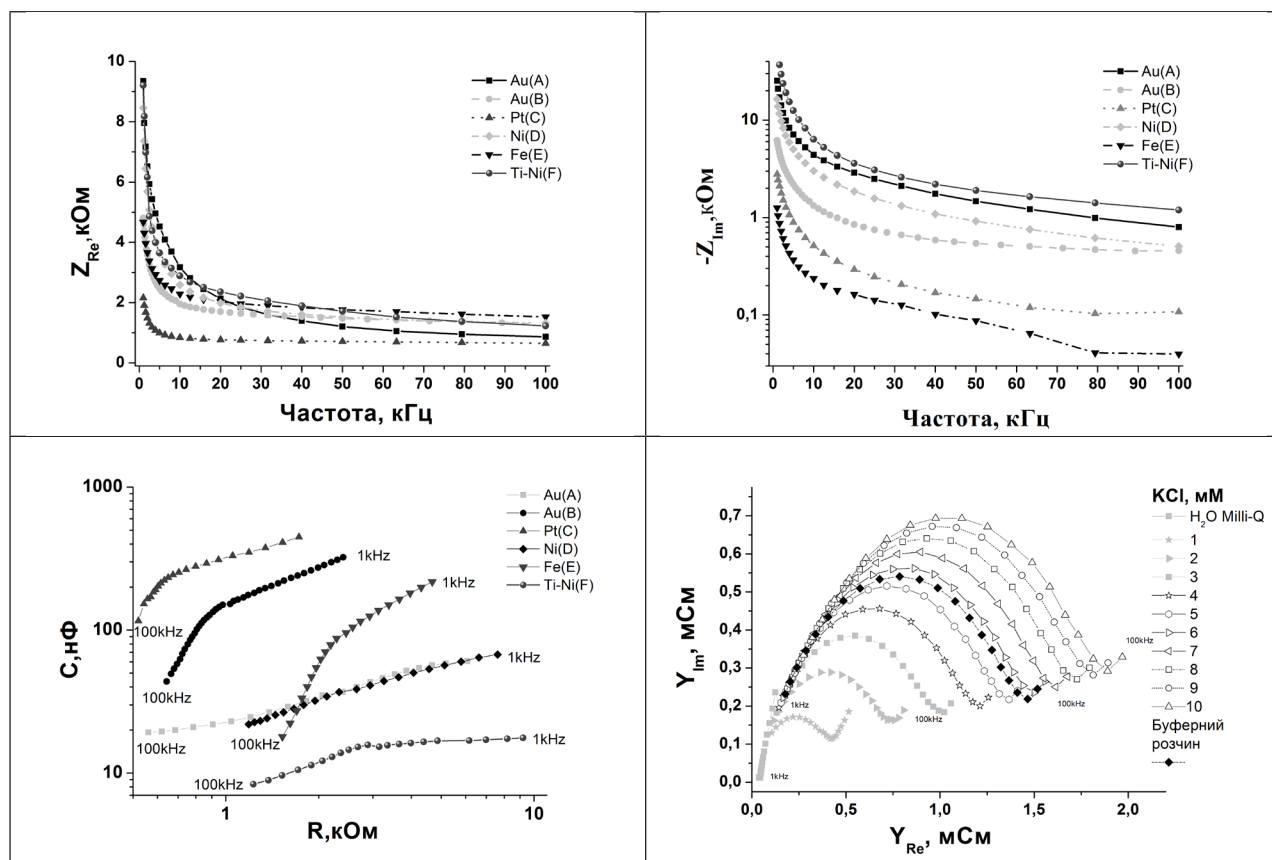 10
8
6
4
2
0
Z_Re,кОм
0 10 20 30 40 50 60 70 80 90 100
Частота, кГц
Au(A)
Au(B)
Pt(C)
Ni(D)
Fe(E)
Ti-Ni(F)
10
1
0,1
-Z_Im,кОм
0 10 20 30 40 50 60 70 80 90 100
Частота, кГц
Au(A)
Au(B)
Pt(C)
Ni(D)
Fe(E)
Ti-Ni(F)
1000
100
10
C,нФ
1 10
R,кОм
Au(A)
Au(B)
Pt(C)
Ni(D)
Fe(E)
Ti-Ni(F)
100kHz
1kHz
100kHz
1kHz
100kHz
1kHz
100kHz
100kHz
1kHz
0,7
0,6
0,5
0,4
0,3
0,2
0,1
0,0
Y_Im, мСм
0,0 0,5 1,0 1,5 2,0
Y_Re, мСм
1kHz
1kHz
100kHz
100kHz
100kHz
KCl, мМ
H₂O Milli-Q
1
2
3
4
5
6
7
8
9
10
Буферний
розчин